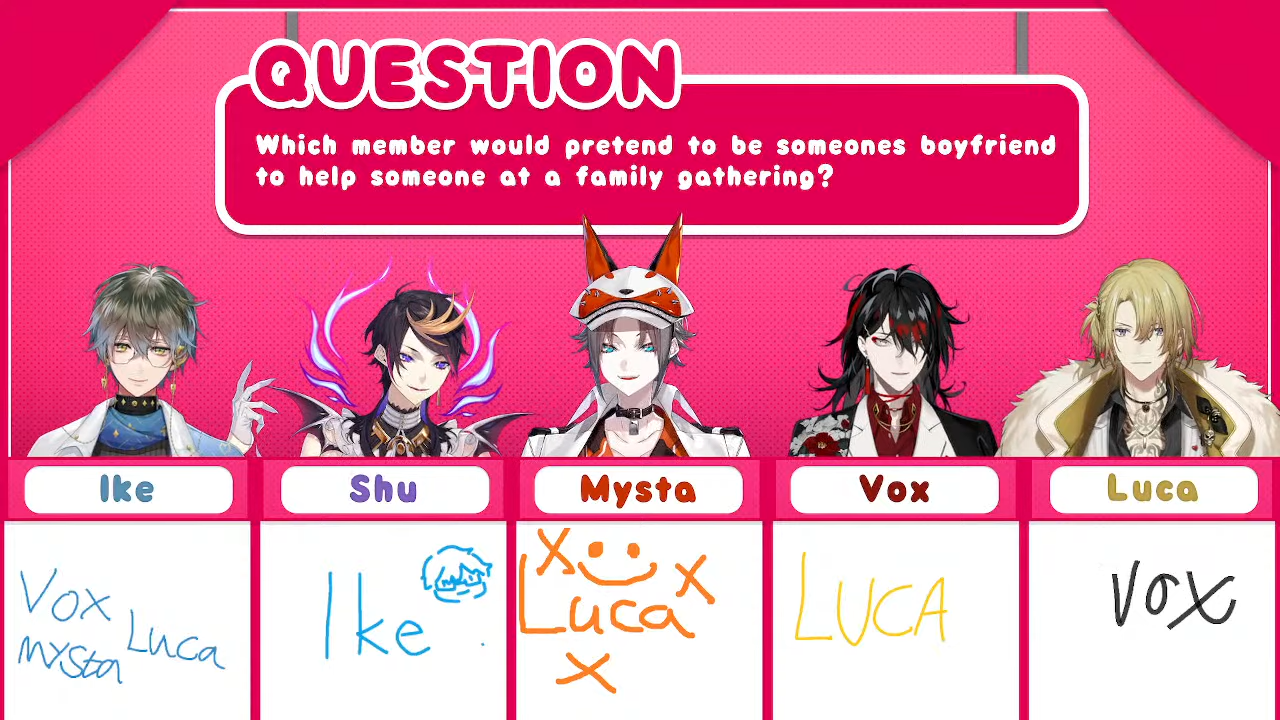 QUESTION
Which member would pretend to be someones boyfriend
to help someone at a family gathering?
Ike
Shu
Mysta
Vox
Luca
Vox
Luca
Mysta
Ike
X X
Luca
X
LUCA
Vox